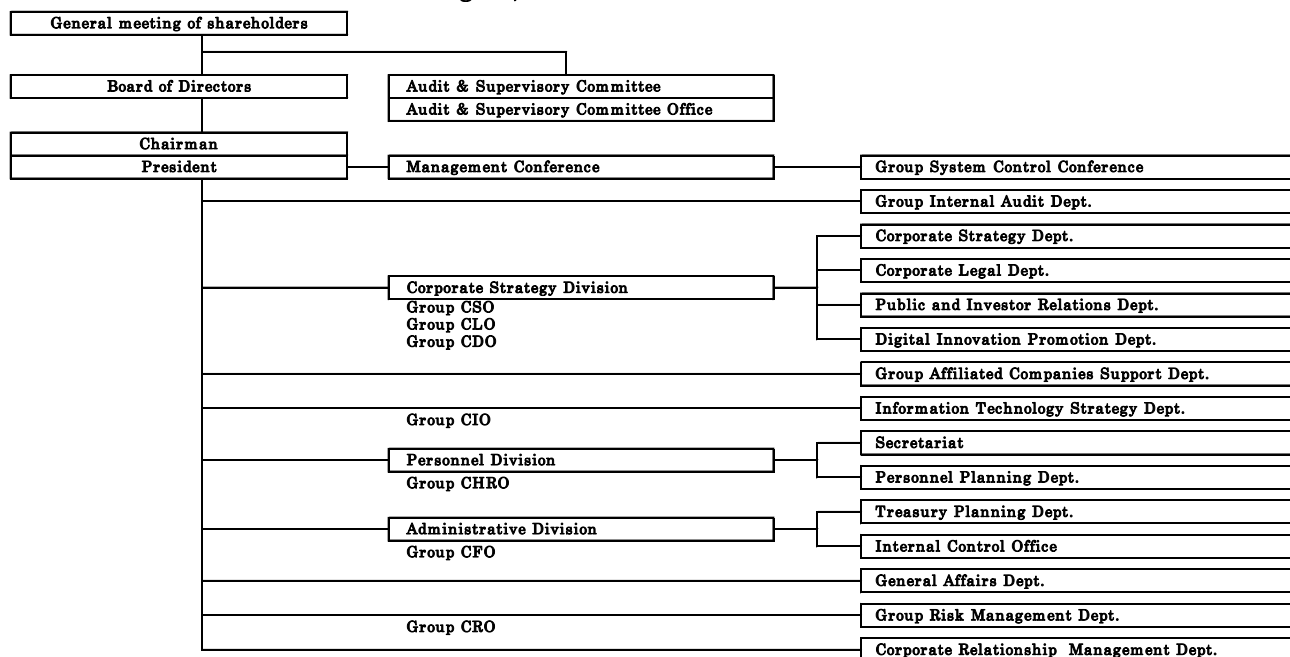 General meeting of shareholders
Board of Directors
Audit & Supervisory Committee
Audit & Supervisory Committee Office
Chairman
President
Management Conference
Group System Control Conference
Group Internal Audit Dept.
Corporate Strategy Dept.
Corporate Legal Dept.
Corporate Strategy Division
Group CSO
Group CLO
Group CDO
Public and Investor Relations Dept.
Digital Innovation Promotion Dept.
Group Affiliated Companies Support Dept.
Information Technology Strategy Dept.
Group CIO
Secretariat
Personnel Division
Group CHRO
Personnel Planning Dept.
Treasury Planning Dept.
Administrative Division
Group CFO
Internal Control Office
General Affairs Dept.
Group Risk Management Dept.
Group CRO
Corporate Relationship  Management Dept.